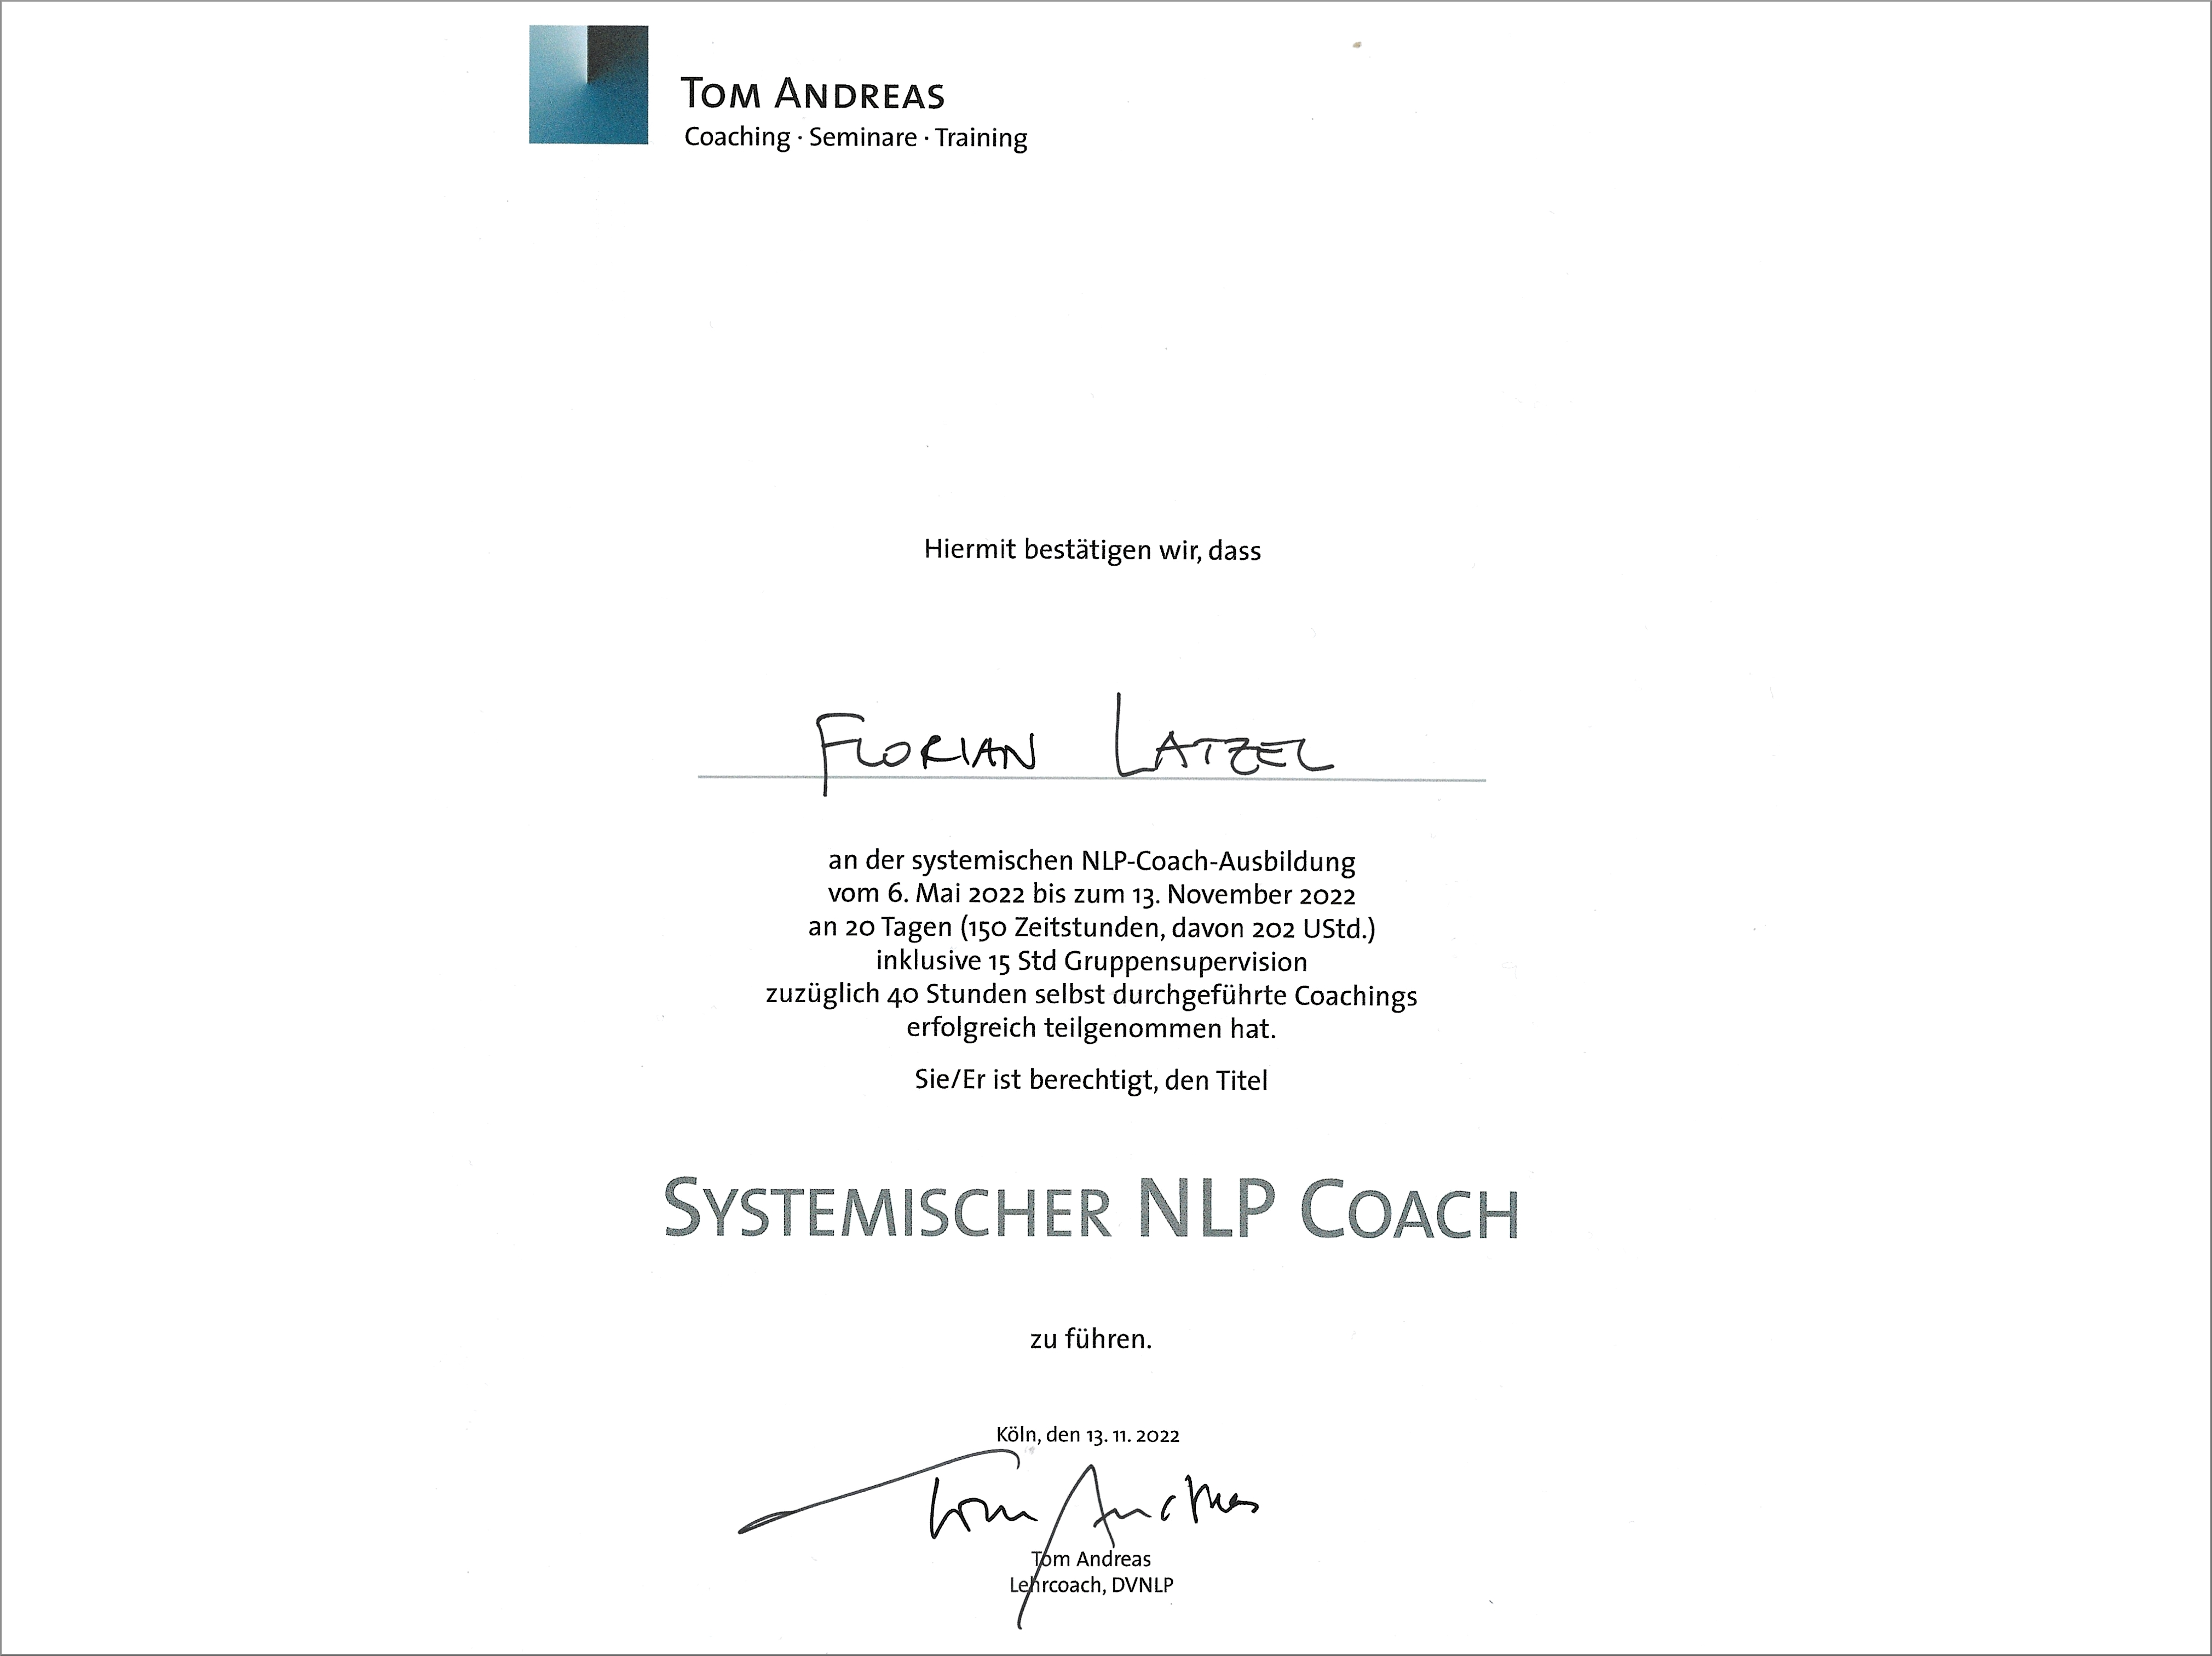 TOM ANDREAS
Coaching · Seminare · Training
Hiermit bestätigen wir, dass
FLORIAN LATZEL
an der systemischen NLP-Coach-Ausbildung
vom 6. Mai 2022 bis zum 13. November 2022
an 20 Tagen (150 Zeitstunden, davon 202 UStd.)
inklusive 15 Std Gruppensupervision
zuzüglich 40 Stunden selbst durchgeführte Coachings
erfolgreich teilgenommen hat.
Sie/Er ist berechtigt, den Titel
SYSTEMISCHER NLP COACH
zu führen.
Köln, den 13. 11. 2022
Tom Andreas
Tom Andreas
Lehrcoach, DVNLP